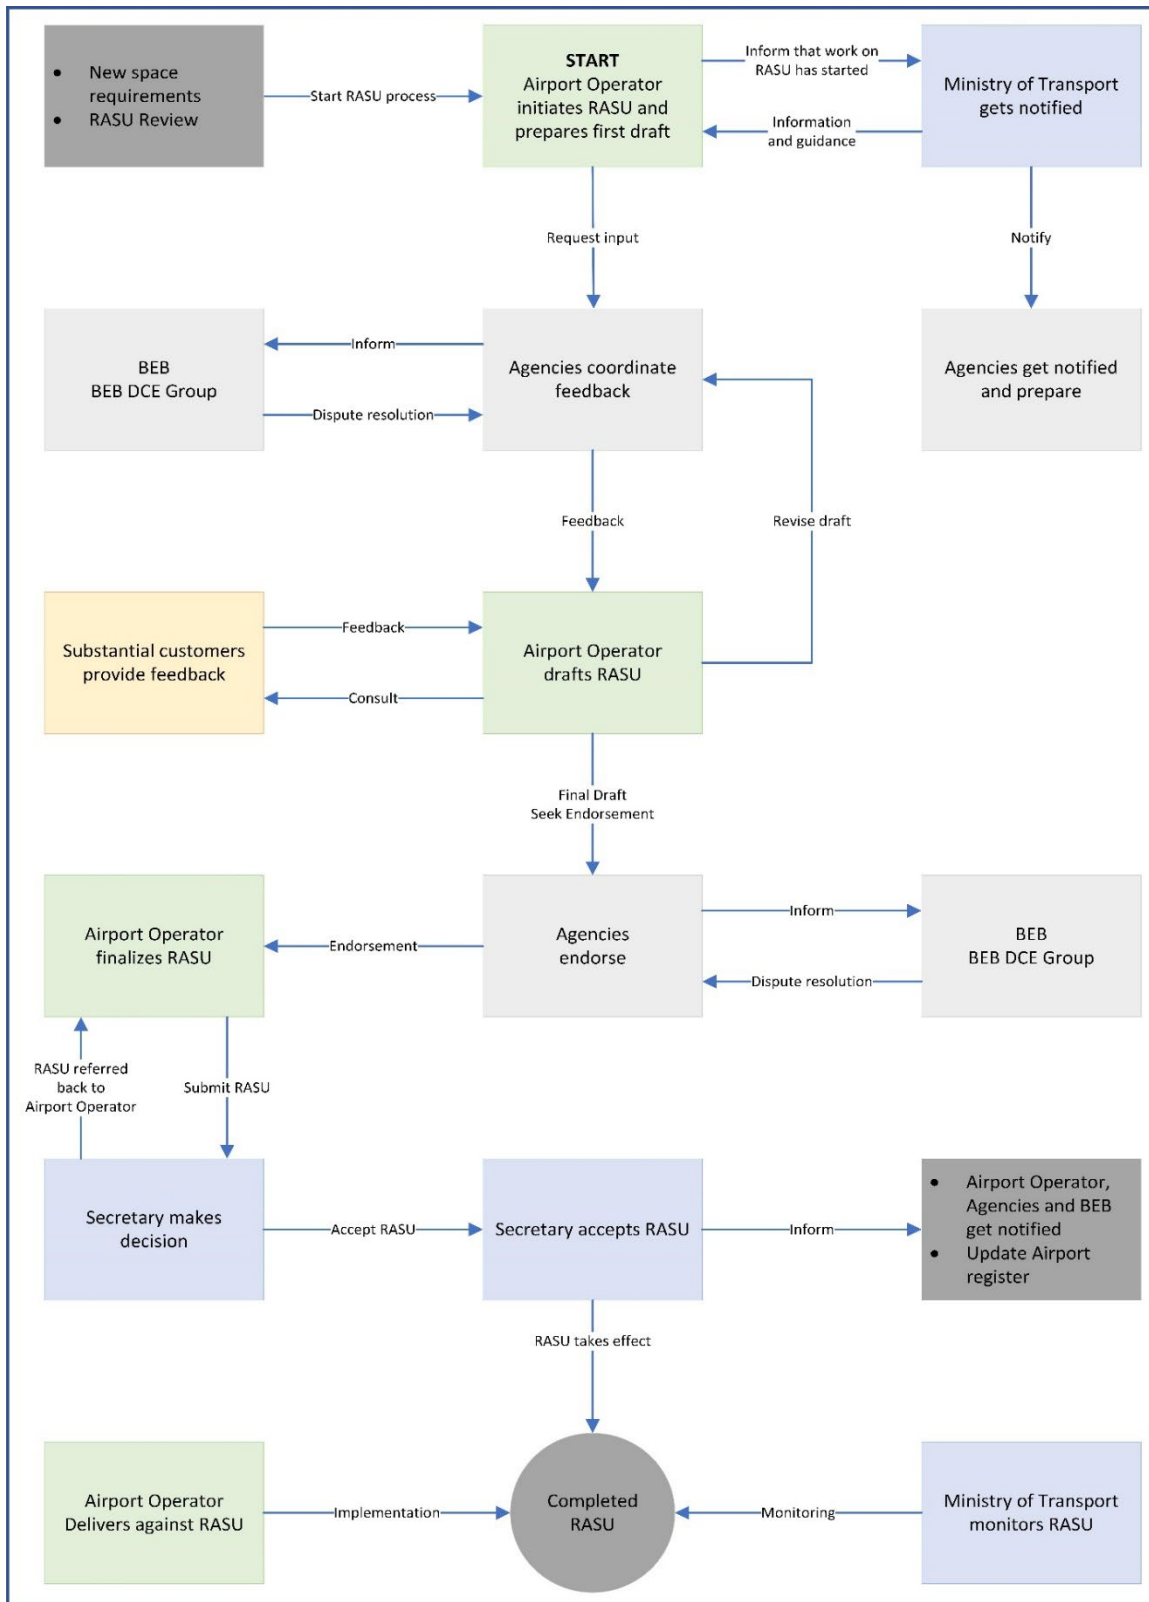 • New space
requirements
• RASU Review
Start RASU process
START
Airport Operator
initiates RASU and
prepares first draft
Inform that work on
RASU has started
Information
and guidance
Ministry of Transport
gets notified
Request input
Notify
BEB
BEB DCE Group
Inform
Dispute resolution
Agencies coordinate
feedback
Agencies get notified
and prepare
Feedback
Revise draft
Substantial customers
provide feedback
Feedback
Consult
Airport Operator
drafts RASU
Final Draft
Seek Endorsement
Airport Operator
finalizes RASU
Endorsement
Agencies
endorse
Inform
Dispute resolution
BEB
BEB DCE Group
RASU referred
back to
Airport Operator
Submit RASU
Secretary makes
decision
Accept RASU
Secretary accepts RASU
Inform
• Airport Operator,
Agencies and BEB
get notified
• Update Airport
register
RASU takes effect
Airport Operator
Delivers against RASU
Implementation
Completed
RASU
Monitoring
Ministry of Transport
monitors RASU